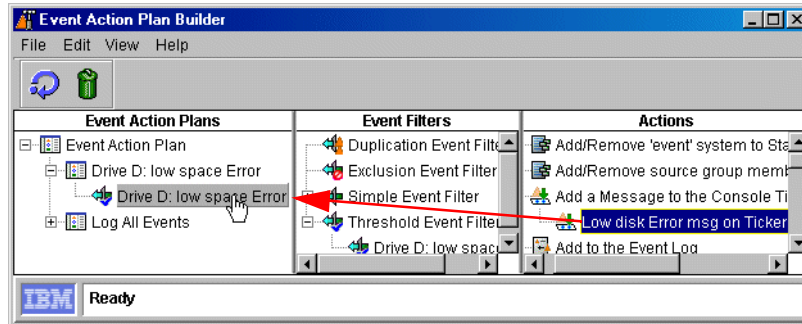 Event Action Plan Builder
File Edit View Help
Event Action Plans
Event Action Plan
Drive D: low space Error
Drive D: low space Error
Log All Events
Event Filters
Duplication Event Filte
Exclusion Event Filter
Simple Event Filter
Threshold Event Filter
Drive D: low spac
Actions
Add/Remove 'event' system to Sta
Add/Remove source group memb
Add a Message to the Console Ti
Low disk Error msg on Ticker
Add to the Event Log
IBM
Ready